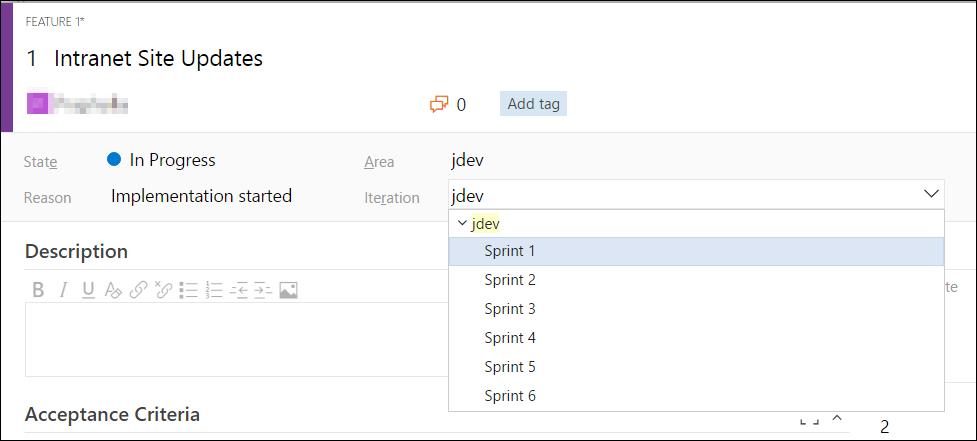 FEATURE 1*
1 Intranet Site Updates
0 Add tag
State In Progress Area jdev
Reason Implementation started Iteration jdev
jdev
Description
Sprint 1
Sprint 2
B I U
te
Sprint 3
Sprint 4
Sprint 5
Sprint 6
Acceptance Criteria
2